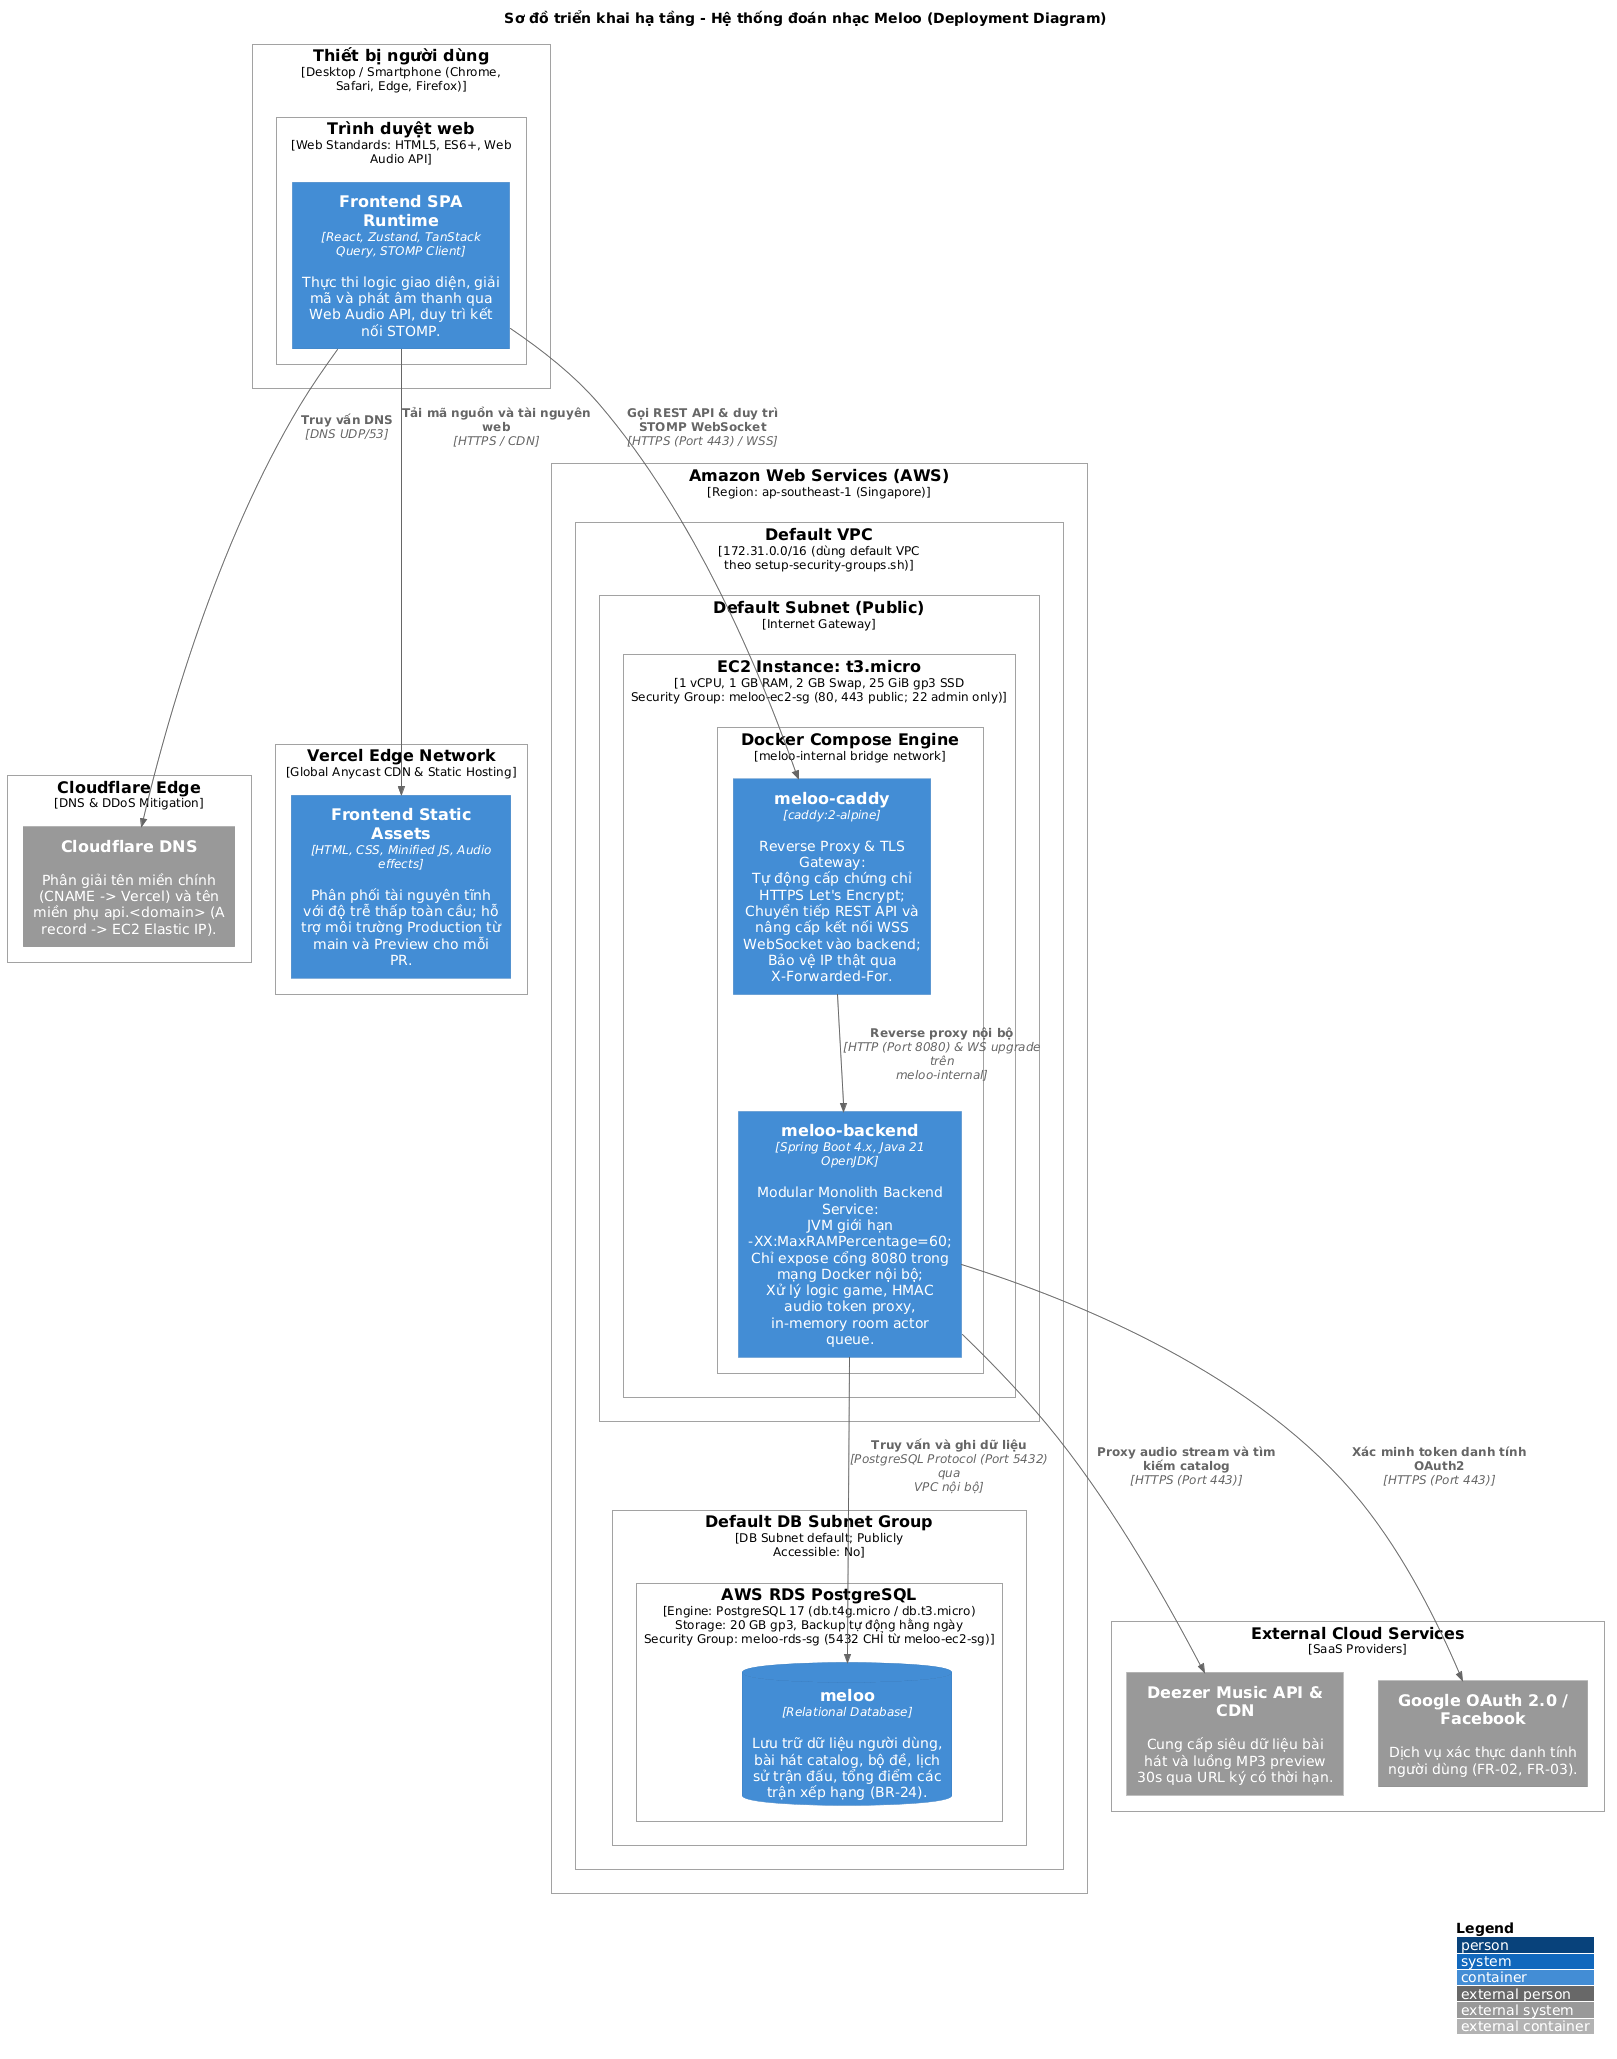 Sơ đồ triển khai hạ tầng - Hệ thống đoán nhạc Meloo (Deployment Diagram)
Thiết bị người dùng
[Desktop / Smartphone (Chrome,
Safari, Edge, Firefox)]
Trình duyệt web
[Web Standards: HTML5, ES6+, Web
Audio API]
Frontend SPA
Runtime
[React, Zustand, TanStack
Query, STOMP Client]
Thực thi logic giao diện, giải
mã và phát âm thanh qua
Web Audio API, duy trì kết
nối STOMP.
Truy vấn DNS
[DNS UDP/53]
Tải mã nguồn và tài nguyên
web
[HTTPS / CDN]
Gọi REST API & duy trì
STOMP WebSocket
[HTTPS (Port 443) / WSS]
Amazon Web Services (AWS)
[Region: ap-southeast-1 (Singapore)]
Default VPC
[172.31.0.0/16 (dùng default VPC
theo setup-security-groups.sh)]
Default Subnet (Public)
[Internet Gateway]
EC2 Instance: t3.micro
[1 vCPU, 1 GB RAM, 2 GB Swap, 25 GiB gp3 SSD
Security Group: meloo-ec2-sg (80, 443 public; 22 admin only)]
Docker Compose Engine
[meloo-internal bridge network]
meloo-caddy
[caddy:2-alpine]
Reverse Proxy & TLS
Gateway:
Tự động cấp chứng chỉ
HTTPS Let's Encrypt;
Chuyển tiếp REST API và
nâng cấp kết nối WSS
WebSocket vào backend;
Bảo vệ IP thật qua
X-Forwarded-For.
Vercel Edge Network
[Global Anycast CDN & Static Hosting]
Frontend Static
Assets
[HTML, CSS, Minified JS, Audio
effects]
Phân phối tài nguyên tĩnh
với độ trễ thấp toàn cầu; hỗ
trợ môi trường Production từ
main và Preview cho mỗi
PR.
Cloudflare Edge
[DNS & DDoS Mitigation]
Cloudflare DNS
Phân giải tên miền chính
(CNAME -> Vercel) và tên
miền phụ api.<domain> (A
record -> EC2 Elastic IP).
Reverse proxy nội bộ
[HTTP (Port 8080) & WS upgrade
trên
meloo-internal]
meloo-backend
[Spring Boot 4.x, Java 21
OpenJDK]
Modular Monolith Backend
Service:
JVM giới hạn
-XX:MaxRAMPercentage=60;
Chỉ expose cổng 8080 trong
mạng Docker nội bộ;
Xử lý logic game, HMAC
audio token proxy,
in-memory room actor
queue.
Truy vấn và ghi dữ liệu
[PostgreSQL Protocol (Port 5432)
qua
VPC nội bộ]
Proxy audio stream và tìm
kiếm catalog
[HTTPS (Port 443)]
Xác minh token danh tính
OAuth2
[HTTPS (Port 443)]
Default DB Subnet Group
[DB Subnet default; Publicly
Accessible: No]
AWS RDS PostgreSQL
[Engine: PostgreSQL 17 (db.t4g.micro / db.t3.micro)
Storage: 20 GB gp3, Backup tự động hằng ngày
Security Group: meloo-rds-sg (5432 CHỈ từ meloo-ec2-sg)]
meloo
[Relational Database]
Lưu trữ dữ liệu người dùng,
bài hát catalog, bộ đề, lịch
sử trận đấu, tổng điểm các
trận xếp hạng (BR-24).
External Cloud Services
[SaaS Providers]
Deezer Music API &
CDN
Cung cấp siêu dữ liệu bài
hát và luồng MP3 preview
30s qua URL ký có thời hạn.
Google OAuth 2.0 /
Facebook
Dịch vụ xác thực danh tính
người dùng (FR-02, FR-03).
Legend
person
system
container
external person
external system
external container